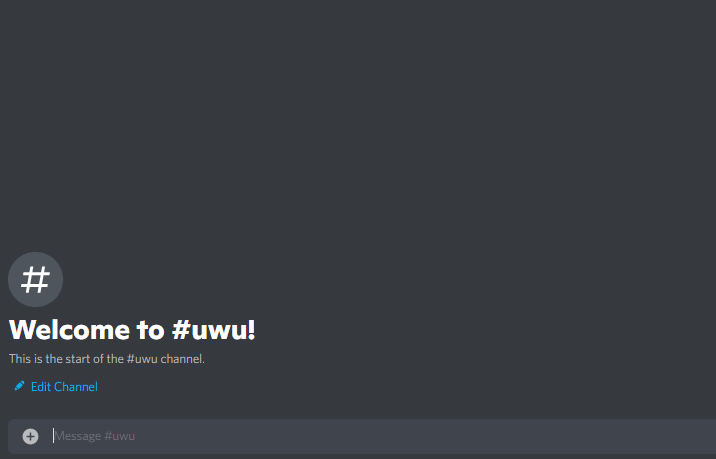 #
Welcome to #uwu!
This is the start of the #uwu channel.
Edit Channel
Message #uwu